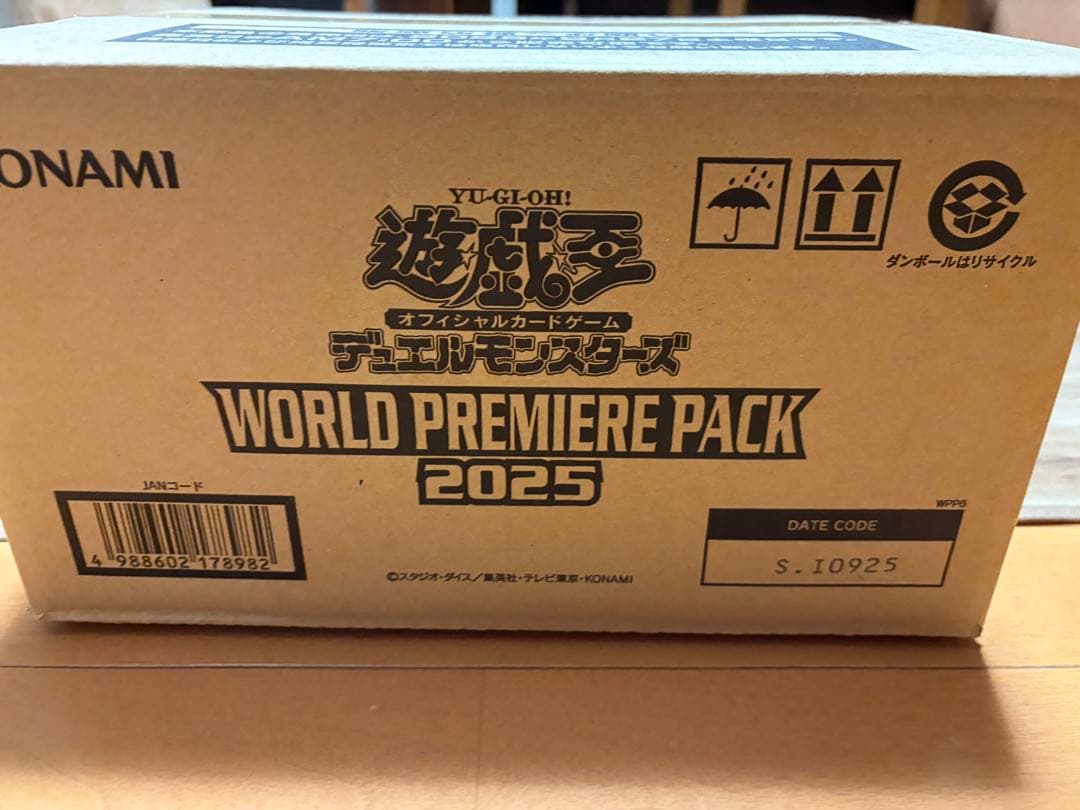 ONAMI
YU-GI-OH!
遊☆戯☆王
オフィシャルカードゲーム
デュエルモンスターズ
WORLD PREMIERE PACK
2025
ダンボールはリサイクル
JANコード
4 988602 178982
©スタジオ・ダイス／集英社・テレビ東京・KONAMI
WPP6
DATE CODE
S.I0925